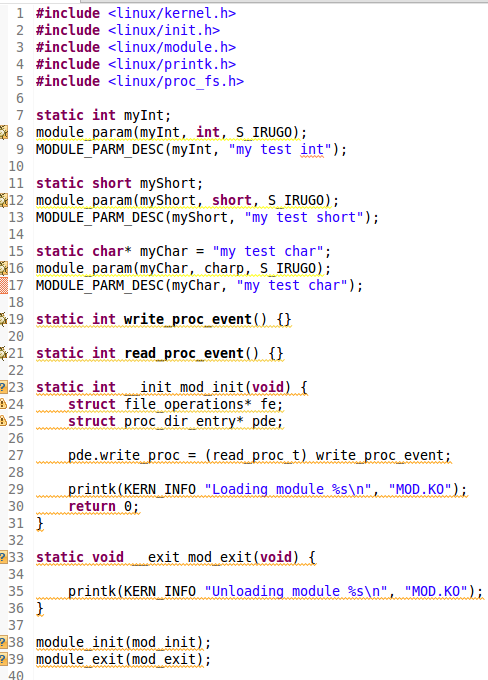 1 #include <linux/kernel.h>
2 #include <linux/init.h>
3 #include <linux/module.h>
4 #include <linux/printk.h>
5 #include <linux/proc_fs.h>
6
7 static int myInt;
8 module_param(myInt, int, S_IRUGO);
9 MODULE_PARM_DESC(myInt, "my test int");
10
11 static short myShort;
12 module_param(myShort, short, S_IRUGO);
13 MODULE_PARM_DESC(myShort, "my test short");
14
15 static char* myChar = "my test char";
16 module_param(myChar, charp, S_IRUGO);
17 MODULE_PARM_DESC(myChar, "my test char");
18
19 static int write_proc_event() {}
20
21 static int read_proc_event() {}
22
23 static int __init mod_init(void) {
24     struct file_operations* fe;
25     struct proc_dir_entry* pde;
26
27     pde.write_proc = (read_proc_t) write_proc_event;
28
29     printk(KERN_INFO "Loading module %s\n", "MOD.KO");
30     return 0;
31 }
32
33 static void __exit mod_exit(void) {
34
35     printk(KERN_INFO "Unloading module %s\n", "MOD.KO");
36 }
37
38 module_init(mod_init);
39 module_exit(mod_exit);
40